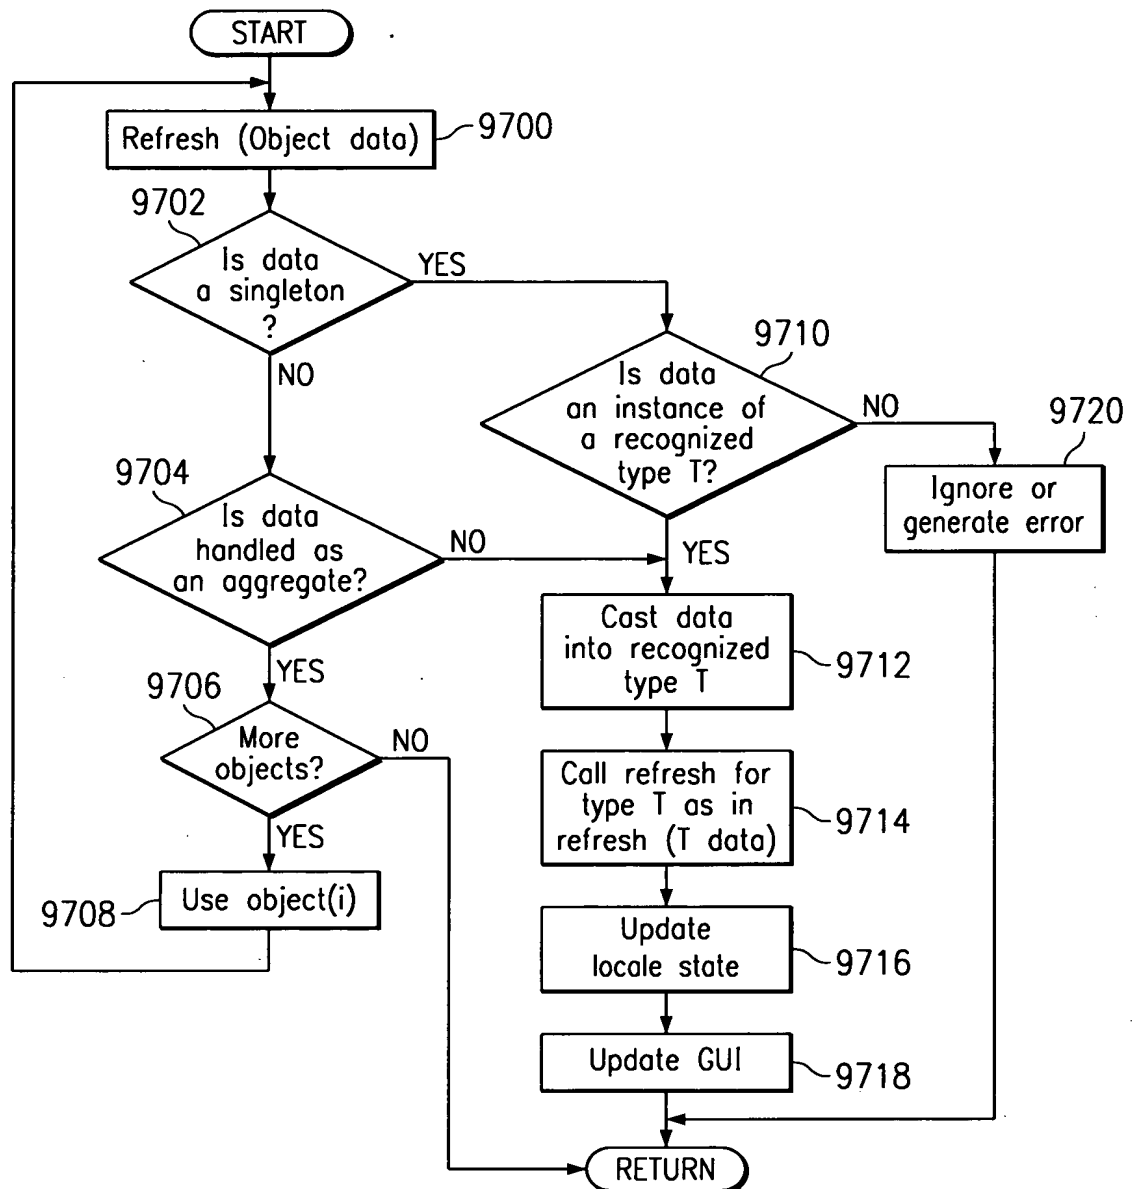 START
Refresh (Object data)
9700
9702
Is data
a singleton
?
YES
NO
9710
Is data
an instance of
a recognized
type T?
NO
YES
9720
Ignore or
generate error
9704
Is data
handled as
an aggregate?
NO
YES
Cast data
into recognized
type T
9712
9706
More
objects?
NO
YES
Call refresh for
type T as in
refresh (T data)
9714
9708
Use object(i)
Update
locale state
9716
Update GUI
9718
RETURN